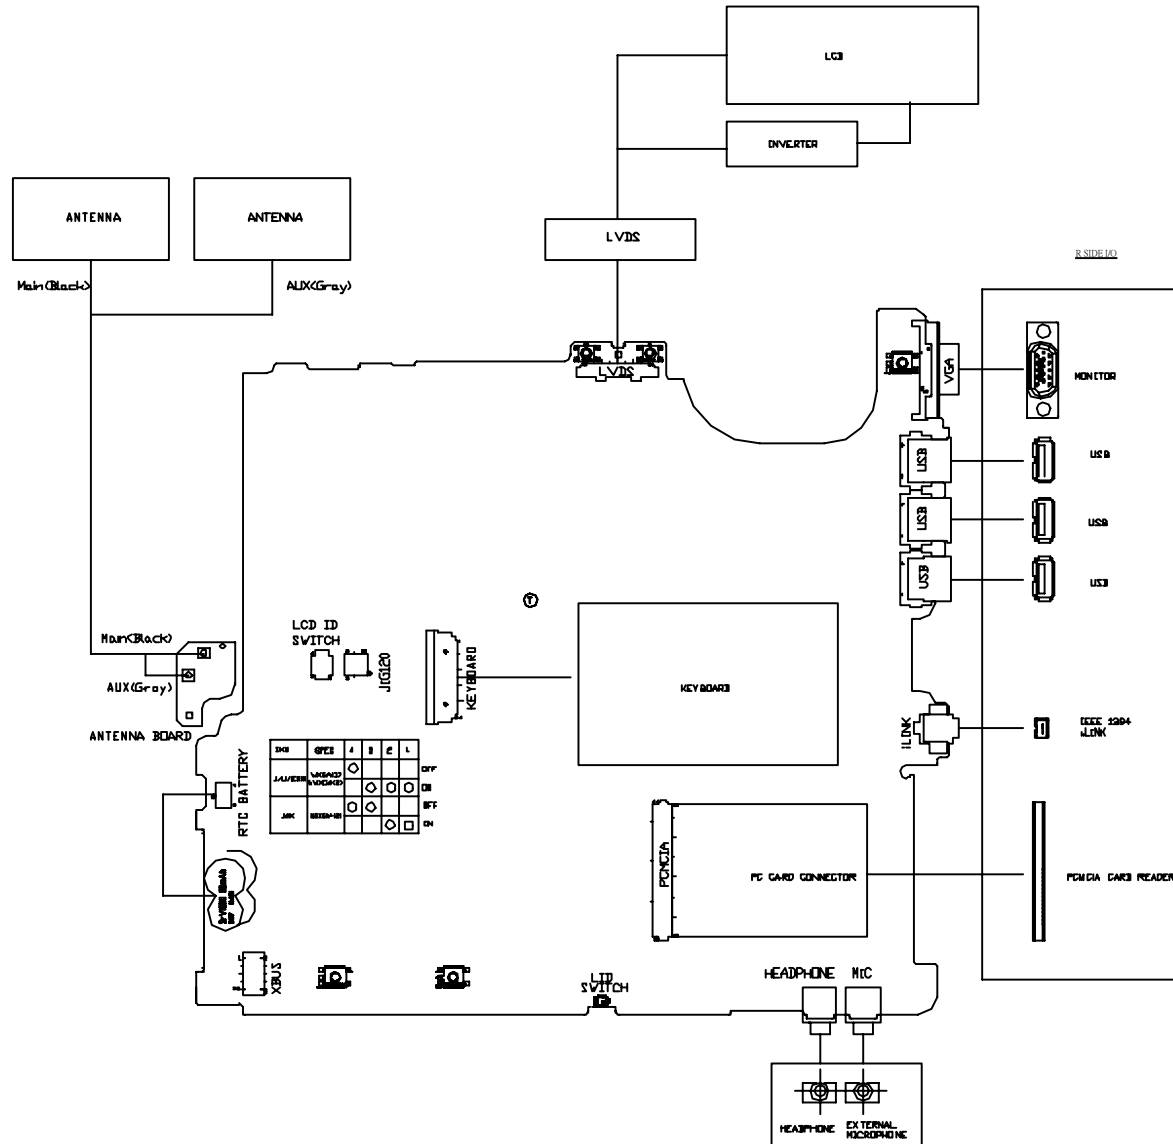 LCD
INVERTER
ANTENNA
ANTENNA
LVDS
R SIDE I/O
Main(Black)
AUX(Gray)
LVDS
VGA
MONITOR
USB
USB
USB
USB
USB
USB
LCD ID
SWITCH
JIG120
KEYBOARD
KEYBOARD
Main(Black)
AUX(Gray)
ANTENNA BOARD
iLINK
IEEE 1394
iLINK
RTC BATTERY
OFF
ON
OFF
ON
PCMCIA
PC CARD CONNECTOR
PCMCIA CARD READER
XBUS
LID
SWITCH
HEADPHONE
MIC
HEADPHONE
EXTERNAL
MICROPHONE